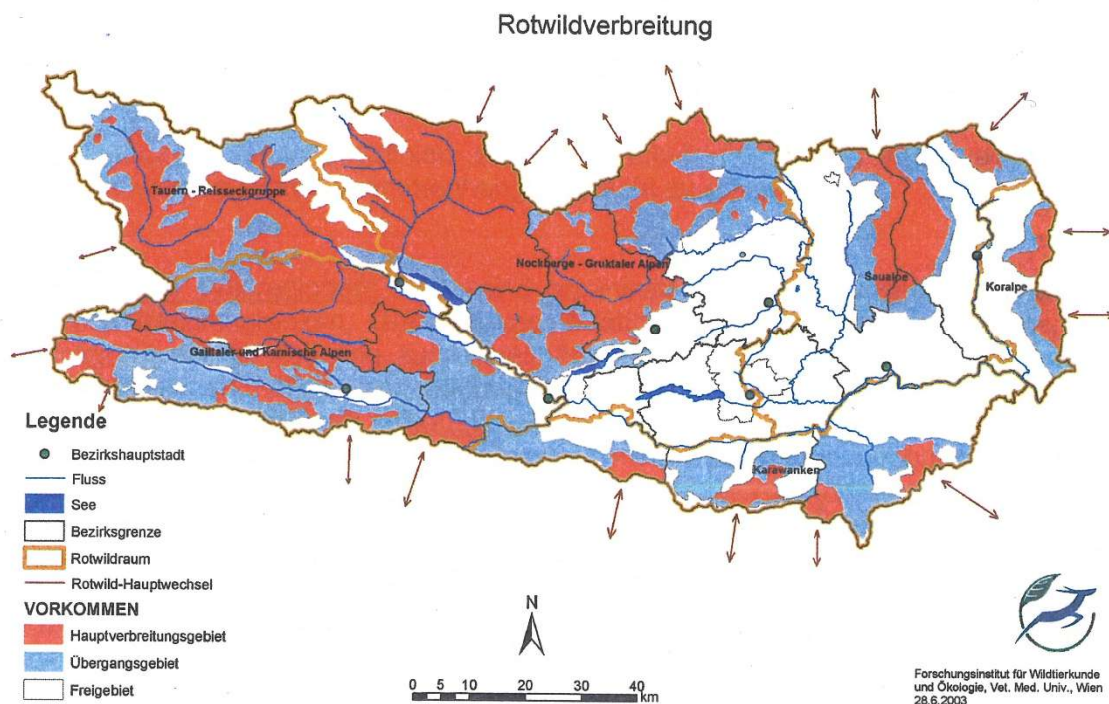 Rotwildverbreitung
Tauern - Reisseckgruppe
Nockberge - Gruktaler Alpen
Saualpe
Koralpe
Gailtaler und Karnische Alpen
Karawanken
Legende
Bezirkshauptstadt
Fluss
See
Bezirksgrenze
Rotwildraum
Rotwild-Hauptwechsel
VORKOMMEN
Hauptverbreitungsgebiet
Übergangsgebiet
Freigebiet
N
0 5 10 20 30 40
km
Forschungsinstitut für Wildtierkunde
und Ökologie, Vet. Med. Univ., Wien
28.6.2003